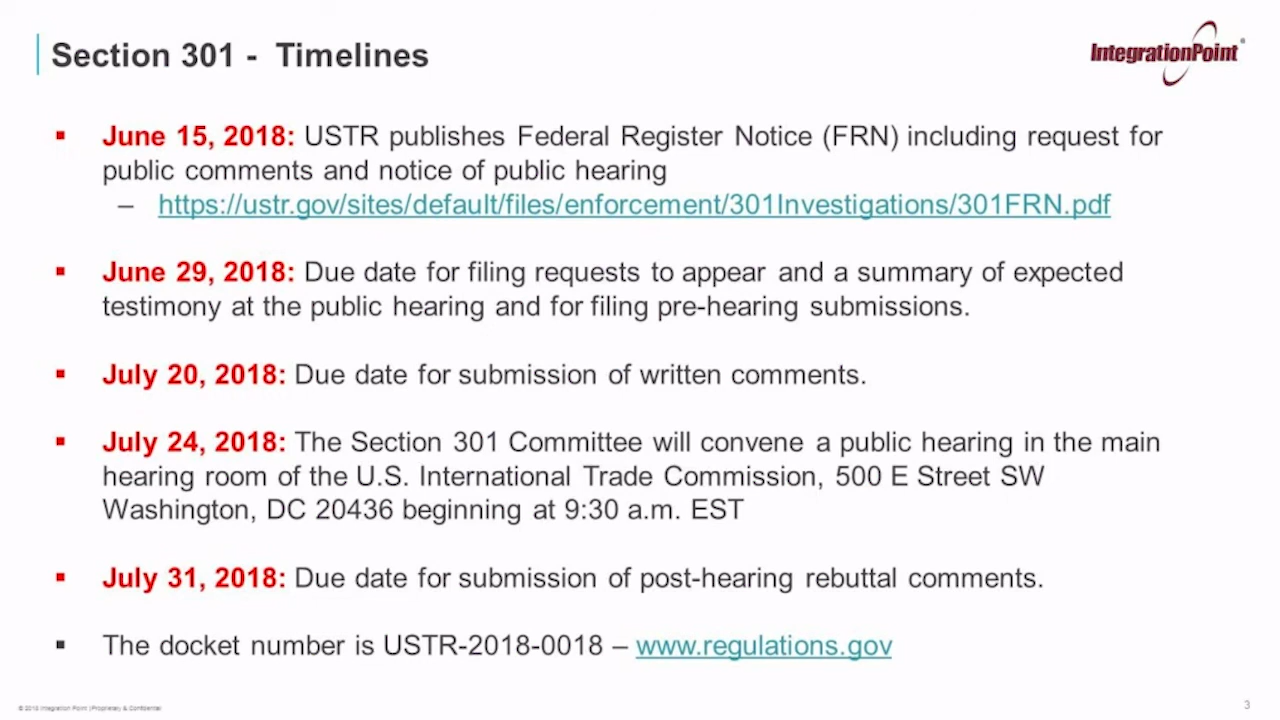 Section 301 - Timelines
IntegrationPoint®
▪ June 15, 2018: USTR publishes Federal Register Notice (FRN) including request for
public comments and notice of public hearing
– https://ustr.gov/sites/default/files/enforcement/301Investigations/301FRN.pdf
▪ June 29, 2018: Due date for filing requests to appear and a summary of expected
testimony at the public hearing and for filing pre-hearing submissions.
▪ July 20, 2018: Due date for submission of written comments.
▪ July 24, 2018: The Section 301 Committee will convene a public hearing in the main
hearing room of the U.S. International Trade Commission, 500 E Street SW
Washington, DC 20436 beginning at 9:30 a.m. EST
▪ July 31, 2018: Due date for submission of post-hearing rebuttal comments.
▪ The docket number is USTR-2018-0018 – www.regulations.gov
© 2018 Integration Point | Proprietary & Confidential
3